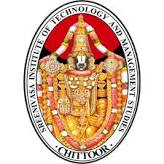 SREENIVASA INSTITUTE OF TECHNOLOGY AND MANAGEMENT STUDIES
· CHITTOOR ·